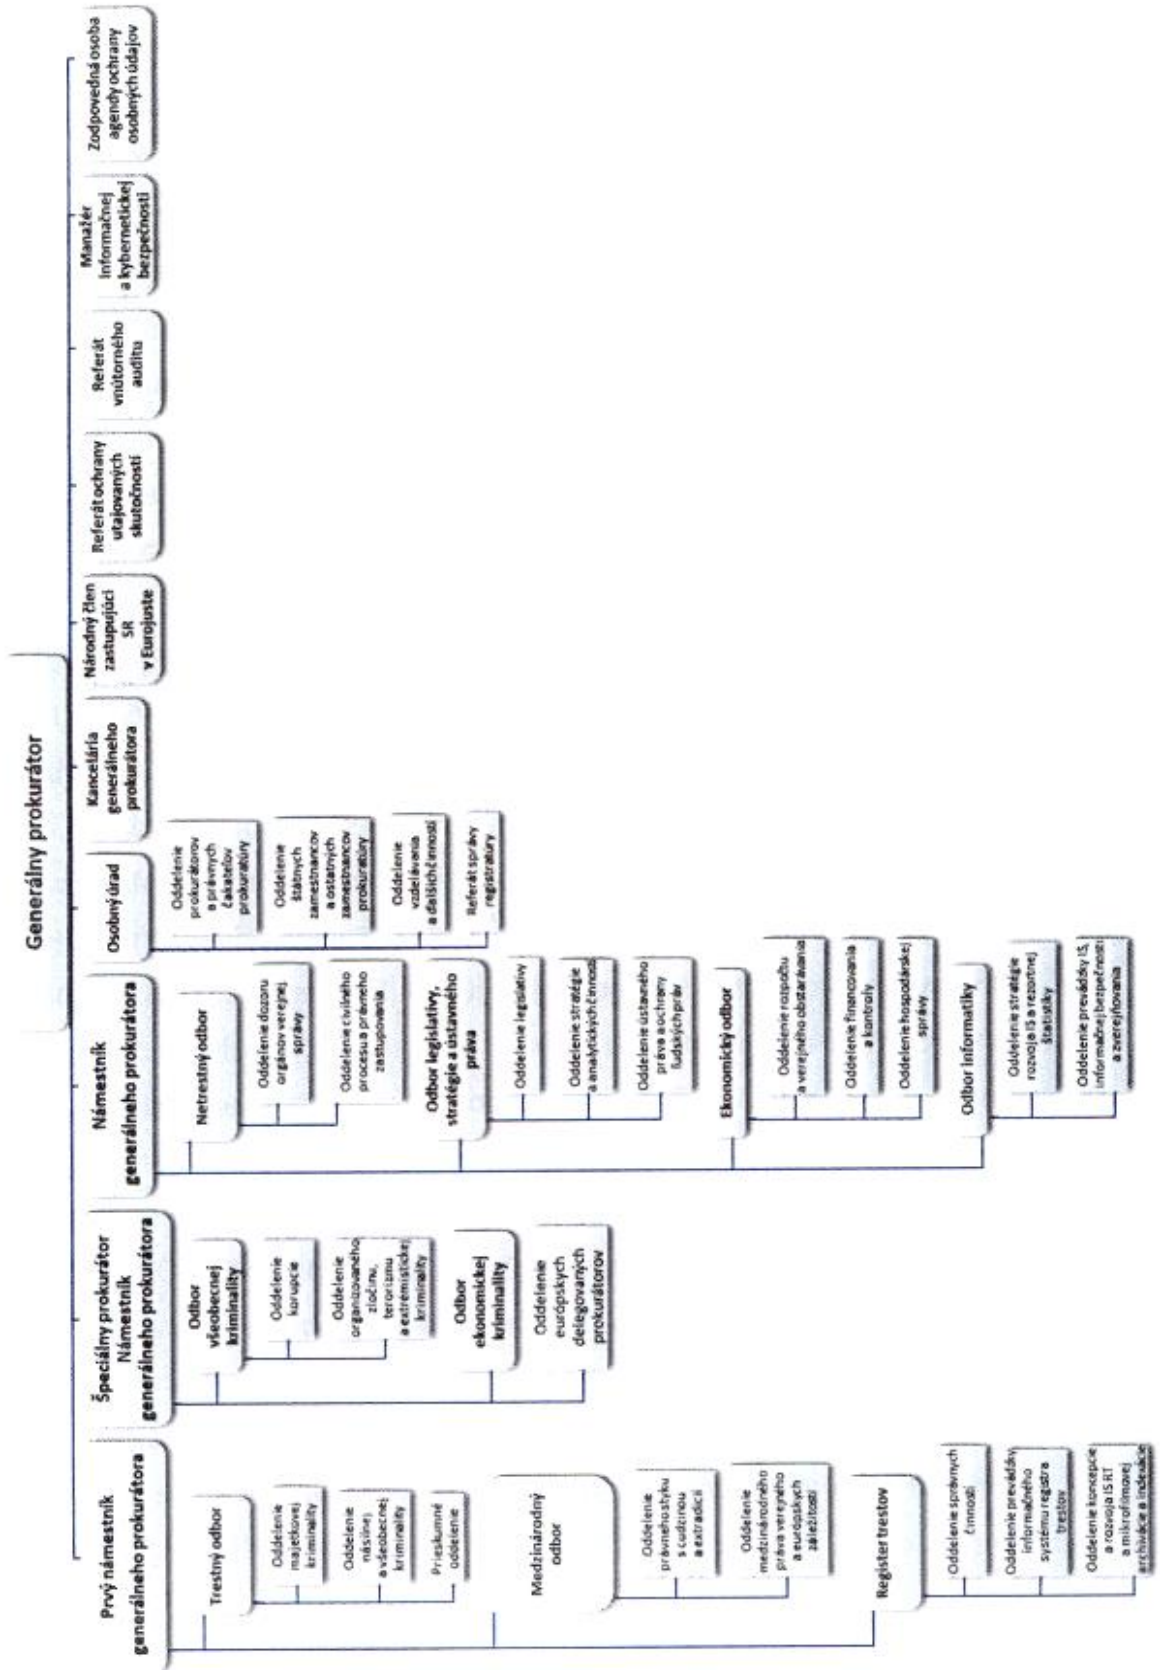 Generálny prokurátor
Prvý námestník
generálneho prokurátora
Trestný odbor
Oddelenie
majetkovej
kriminality
Oddelenie
násilnej
a všeobecnej
kriminality
Prieskumné
oddelenie
Medzinárodný
odbor
Oddelenie
právneho styku
s cudzinou
a extradícií
Oddelenie
medzinárodného
práva verejného
a európskych
záležitostí
Register trestov
Oddelenie správnych
činností
Oddelenie prevádzky
informačného
systému registra
trestov
Oddelenie koncepcie
a rozvoja IS RT
a mikrofilmovej
archivácie a indexácie
Špeciálny prokurátor
Námestník
generálneho prokurátora
Odbor
všeobecnej
kriminality
Oddelenie
korupcie
Oddelenie
organizovaného
zločinu,
terorizmu
a extrémistickej
kriminality
Odbor
ekonomickej
kriminality
Oddelenie
európskych
delegovaných
prokurátorov
Námestník
generálneho prokurátora
Netrestný odbor
Oddelenie dozoru
orgánov verejnej
správy
Oddelenie civilného
procesu a právneho
zastupovania
Odbor legislatívy,
stratégie a ústavného
práva
Oddelenie legislatívy
Oddelenie stratégie
a analytických činností
Oddelenie ústavného
práva a ochrany
ľudských práv
Ekonomický odbor
Oddelenie rozpočtu
a verejného obstarávania
Oddelenie financovania
a kontroly
Oddelenie hospodárskej
správy
Odbor informatiky
Oddelenie stratégie
rozvoja IS a rezortnej
štatistiky
Oddelenie prevádzky IS,
informačnej bezpečnosti
a zverejňovania
Osobný úrad
Oddelenie
prokurátorov
a právnych
čakateľov
prokuratúry
Oddelenie
štátnych
zamestnancov
a ostatných
zamestnancov
prokuratúry
Oddelenie
vzdelávania
a ďalších činností
Referát správy
registratúry
Kancelária
generálneho
prokurátora
Národný člen
zastupujúci
SR
v Eurojuste
Referát ochrany
utajovaných
skutočností
Referát
vnútorného
auditu
Manažér
informačnej
a kybernetickej
bezpečnosti
Zodpovedná osoba
agendy ochrany
osobných údajov